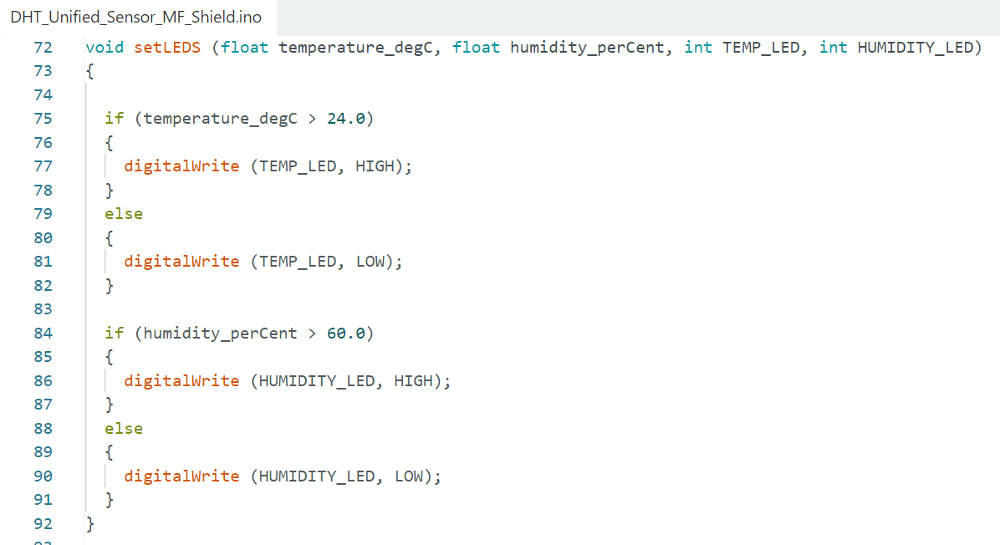 DHT_Unified_Sensor_MF_Shield.ino
72 void setLEDS (float temperature_degC, float humidity_perCent, int TEMP_LED, int HUMIDITY_LED)
73 {
74
75 if (temperature_degC > 24.0)
76 {
77 digitalWrite (TEMP_LED, HIGH);
78 }
79 else
80 {
81 digitalWrite (TEMP_LED, LOW);
82 }
83
84 if (humidity_perCent > 60.0)
85 {
86 digitalWrite (HUMIDITY_LED, HIGH);
87 }
88 else
89 {
90 digitalWrite (HUMIDITY_LED, LOW);
91 }
92 }